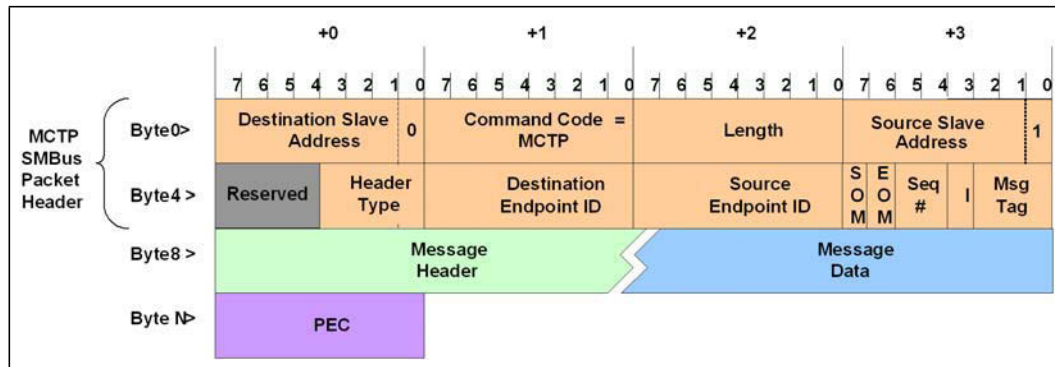 +0 +1 +2 +3
7 6 5 4 3 2 1 0 7 6 5 4 3 2 1 0 7 6 5 4 3 2 1 0 7 6 5 4 3 2 1 0
MCTP
SMBus
Packet
Header
Byte0>
Destination Slave
Address
0
Command Code =
MCTP
Length
Source Slave
Address
1
Byte4 >
Reserved
Header
Type
Destination
Endpoint ID
Source
Endpoint ID
S
O
M
E
O
M
Seq
#
I
Msg
Tag
Byte8 >
Message
Header
Message
Data
Byte N>
PEC